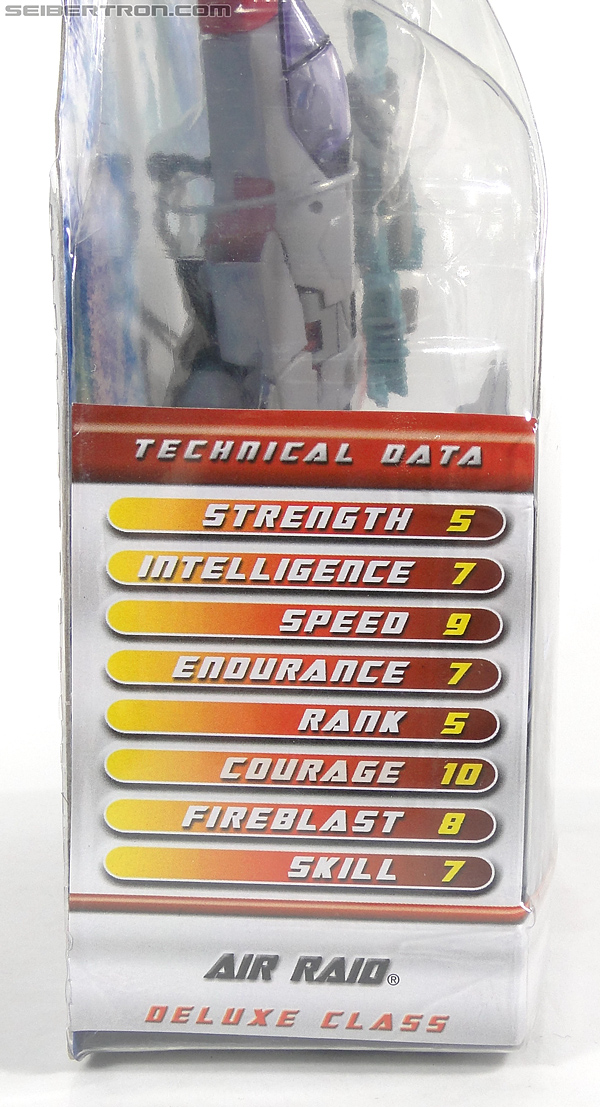 SEIBERTRON.COM
TECHNICAL DATA
STRENGTH 5
INTELLIGENCE 7
SPEED 9
ENDURANCE 7
RANK 5
COURAGE 10
FIREBLAST 8
SKILL 7
AIR RAID®
DELUXE CLASS